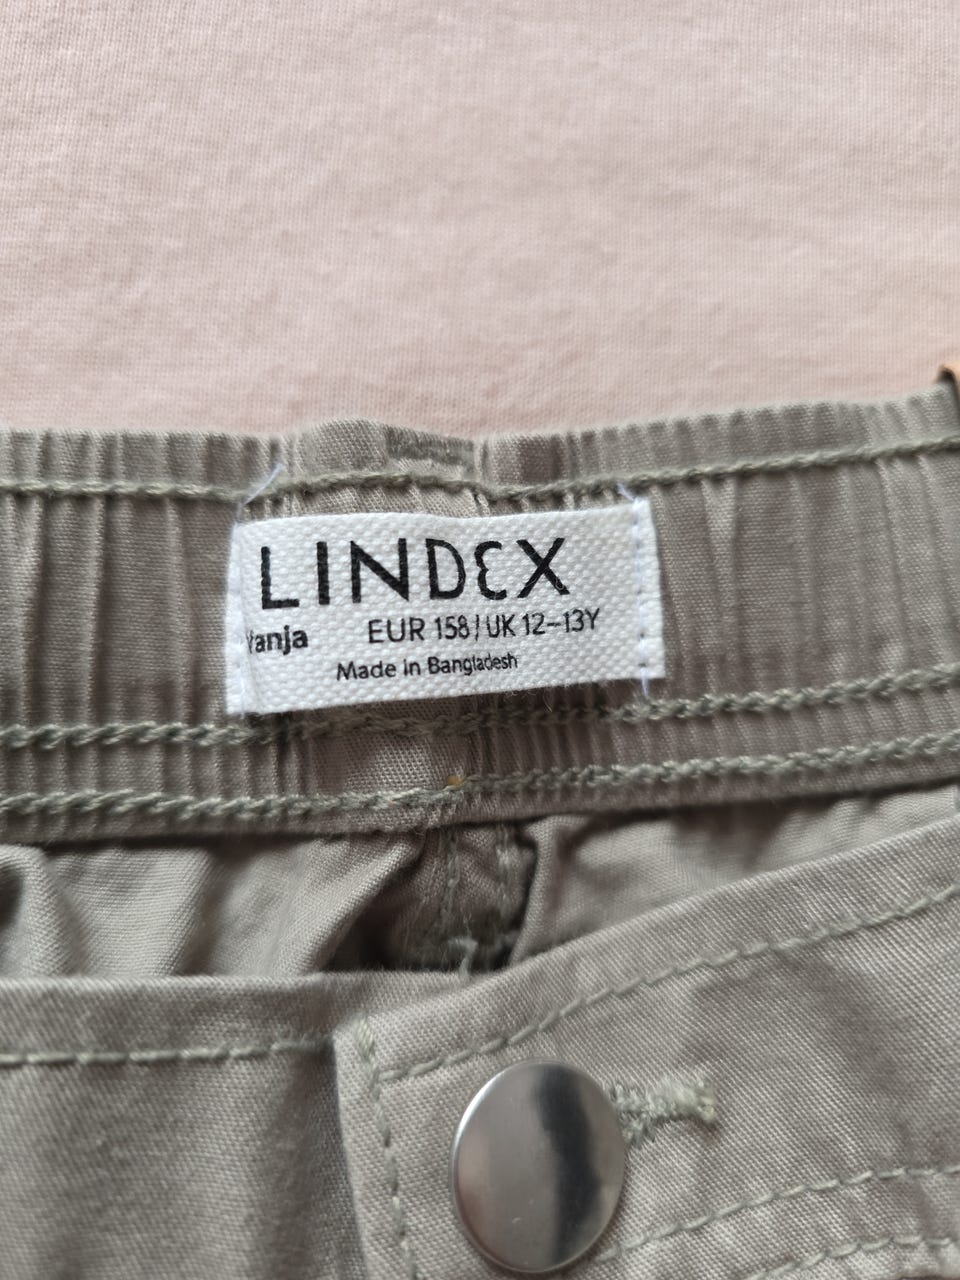 LINDEX
Vanja EUR 158/UK 12-13Y
Made in Bangladesh